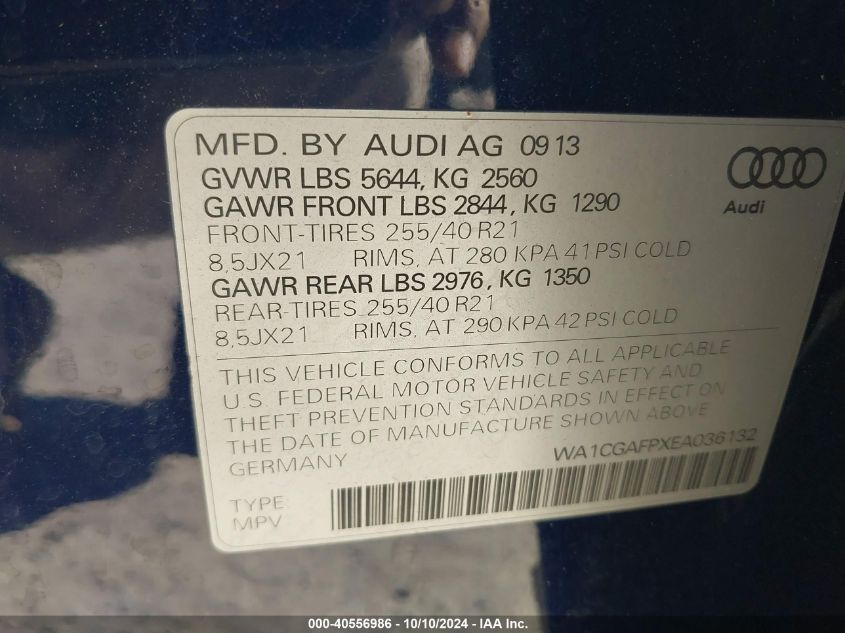 MFD. BY AUDI AG 09 13
GVWR LBS 5644, KG 2560
GAWR FRONT LBS 2844, KG 1290
FRONT-TIRES 255/40 R21
8,5JX21 RIMS, AT 280 KPA 41 PSI COLD
GAWR REAR LBS 2976, KG 1350
REAR-TIRES 255/40 R21
8,5JX21 RIMS, AT 290 KPA 42 PSI COLD
Audi
THIS VEHICLE CONFORMS TO ALL APPLICABLE
U.S. FEDERAL MOTOR VEHICLE SAFETY AND
THEFT PREVENTION STANDARDS IN EFFECT ON
THE DATE OF MANUFACTURE SHOWN ABOVE
GERMANY WA1CGAFPXEA036132
TYPE
MPV
000-40556986 - 10/10/2024 - IAA Inc.